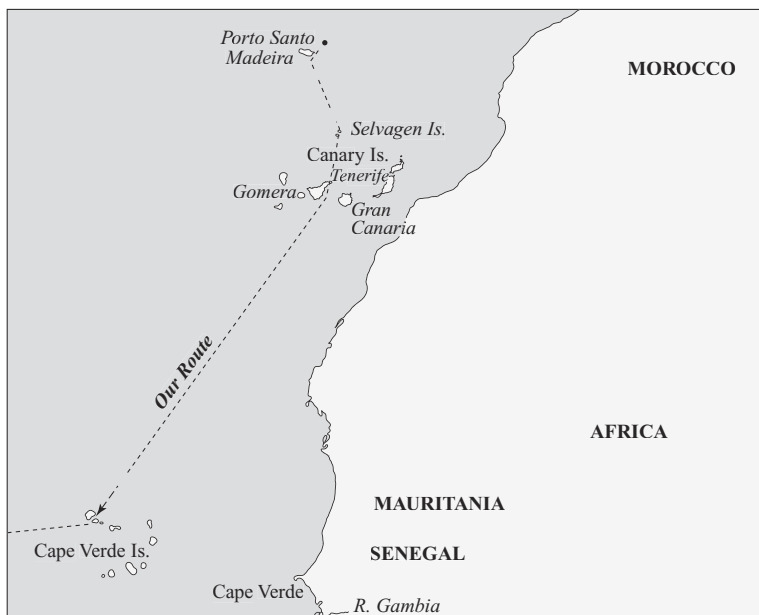 Porto Santo
Madeira
MOROCCO
Selvagen Is.
Canary Is.
Tenerife
Gomera
Gran
Canaria
Our Route
AFRICA
MAURITANIA
Cape Verde Is.
SENEGAL
Cape Verde
R. Gambia